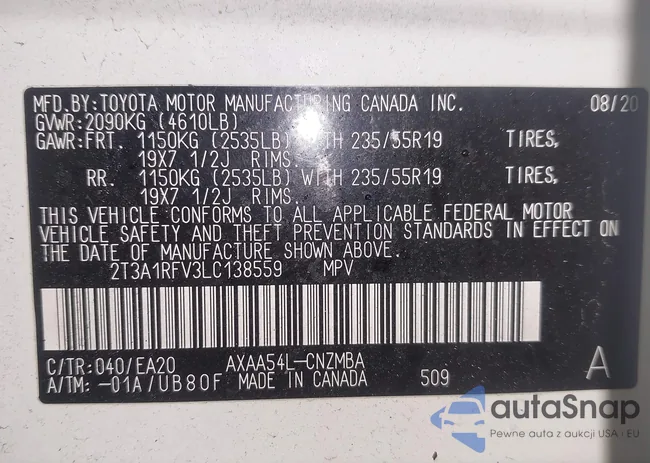 MFD.BY:TOYOTA MOTOR MANUFACTURING CANADA INC. 08/20
GVWR:2090KG (4610LB)
GAWR:FRT. 1150KG (2535LB) WITH 235/55R19 TIRES,
19X7 1/2J RIMS.
RR. 1150KG (2535LB) WITH 235/55R19 TIRES,
19X7 1/2J RIMS.
THIS VEHICLE CONFORMS TO ALL APPLICABLE FEDERAL MOTOR
VEHICLE SAFETY AND THEFT PREVENTION STANDARDS IN EFFECT ON
THE DATE OF MANUFACTURE SHOWN ABOVE.
2T3A1RFV3LC138559 MPV
C/TR:040/EA20 AXAA54L-CNZMBA A
A/TM: -01A/UB80F MADE IN CANADA 509
autaSnap
Pewne auta z aukcji USA i EU